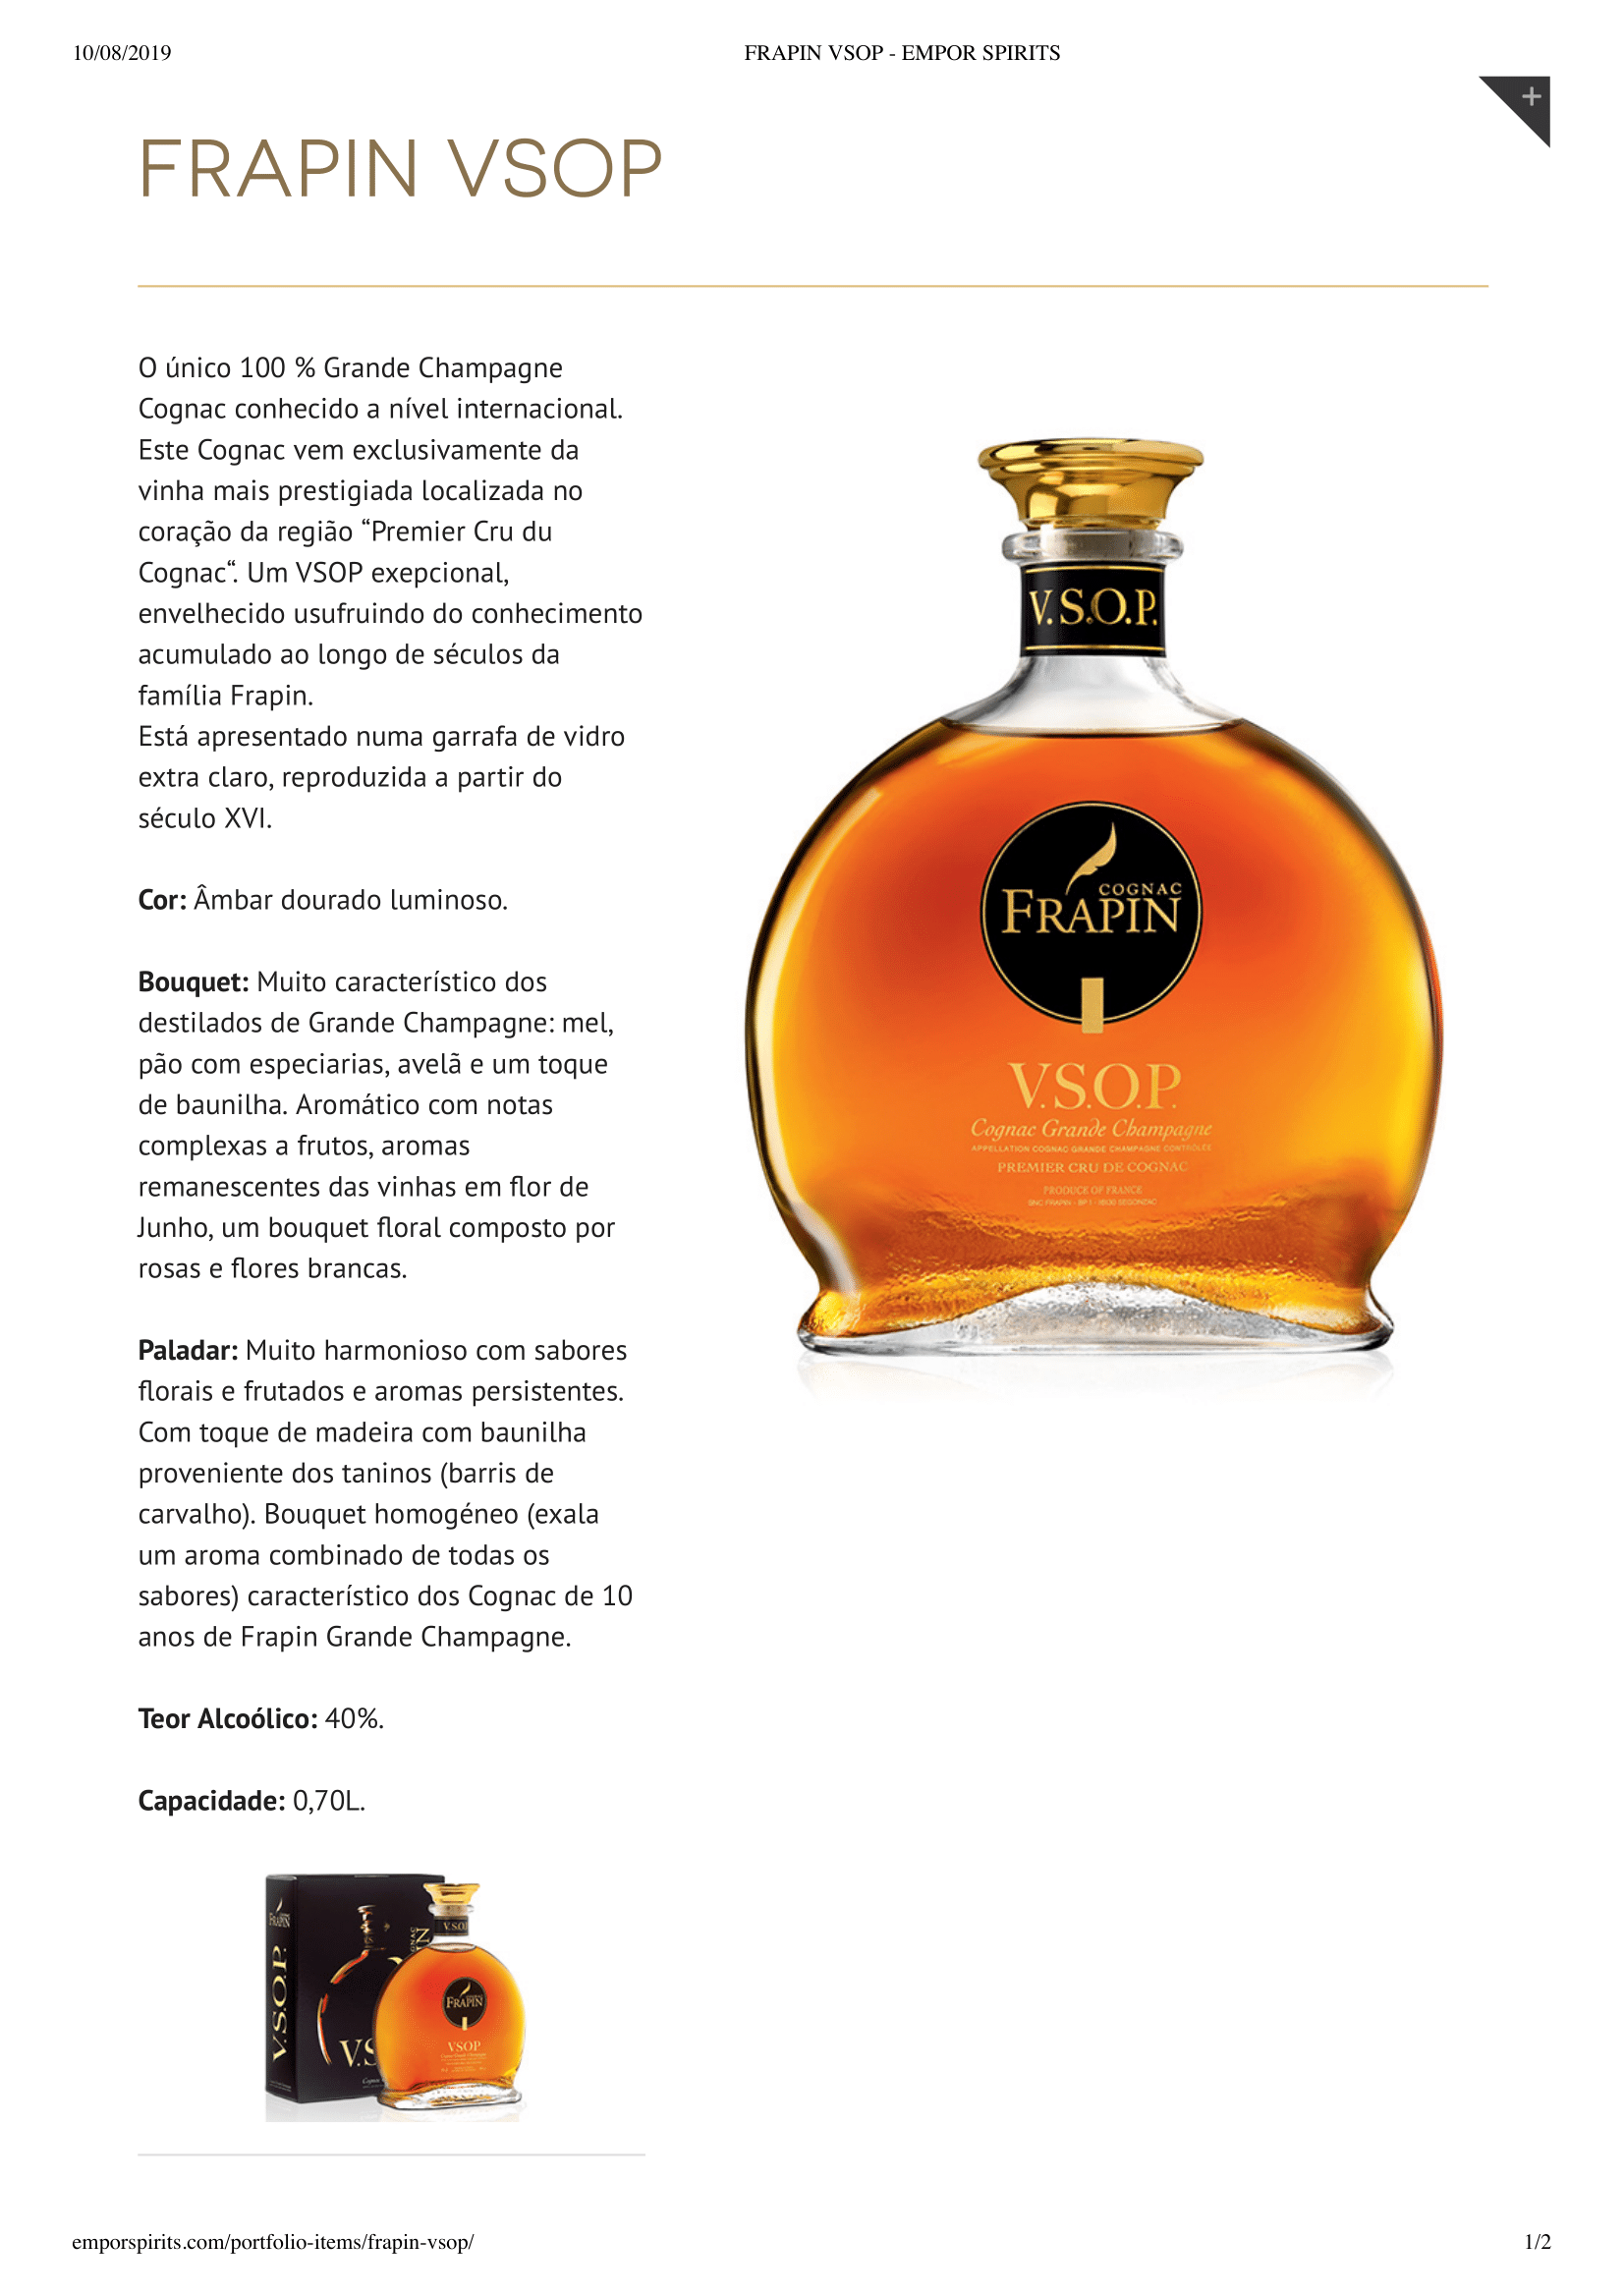 10/08/2019
FRAPIN VSOP - EMPOR SPIRITS
+
FRAPIN VSOP
O único 100 % Grande Champagne
Cognac conhecido a nível internacional.
Este Cognac vem exclusivamente da
vinha mais prestigiada localizada no
coração da região “Premier Cru du
Cognac“. Um VSOP exepcional,
envelhecido usufruindo do conhecimento
acumulado ao longo de séculos da
família Frapin.
Está apresentado numa garrafa de vidro
extra claro, reproduzida a partir do
século XVI.
Cor: Âmbar dourado luminoso.
Bouquet: Muito característico dos
destilados de Grande Champagne: mel,
pão com especiarias, avelã e um toque
de baunilha. Aromático com notas
complexas a frutos, aromas
remanescentes das vinhas em flor de
Junho, um bouquet floral composto por
rosas e flores brancas.
Paladar: Muito harmonioso com sabores
florais e frutados e aromas persistentes.
Com toque de madeira com baunilha
proveniente dos taninos (barris de
carvalho). Bouquet homogéneo (exala
um aroma combinado de todas os
sabores) característico dos Cognac de 10
anos de Frapin Grande Champagne.
Teor Alcoólico: 40%.
Capacidade: 0,70L.
V.S.O.P.
COGNAC
FRAPIN
V.S.O.P.
Cognac Grande Champagne
APPELLATION COGNAC GRANDE CHAMPAGNE CONTROLÉE
PREMIER CRU DE COGNAC
PRODUCE OF FRANCE
SNC FRAPIN - BP 1 - 16130 SEGONZAC
FRAPIN
V.S.O.P.
V.S.O
FRAPIN
VSOP
emporspirits.com/portfolio-items/frapin-vsop/
1/2